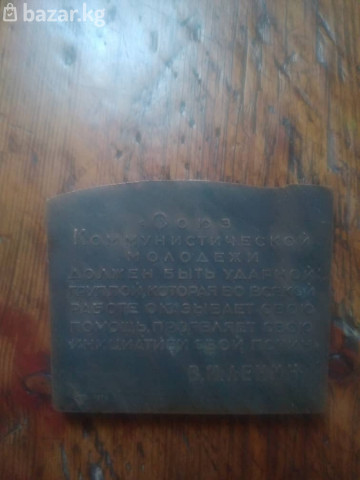 bazar.kg
Союз
Коммунистической
молодежи
должен быть ударной
группой, которая во всякой
работе оказывает свою
помощь, проявляет свою
инициативу, свой почин
В.И.Ленин